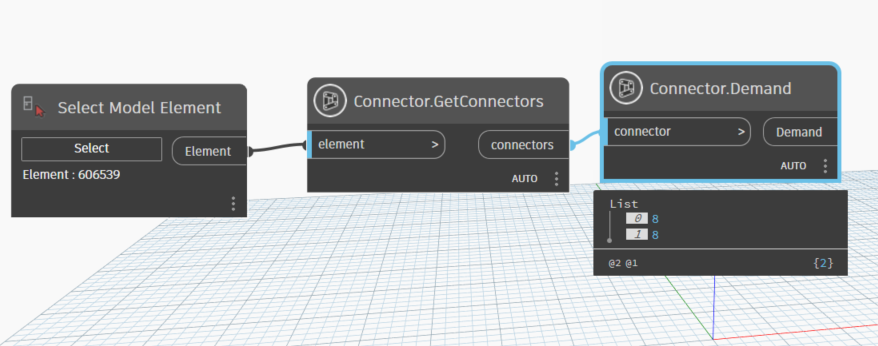 Select Model Element
Select
Element
Element : 606539
Connector.GetConnectors
element >
connectors
AUTO
Connector.Demand
connector >
Demand
AUTO
List
0 8
1 8
@2 @1
{2}